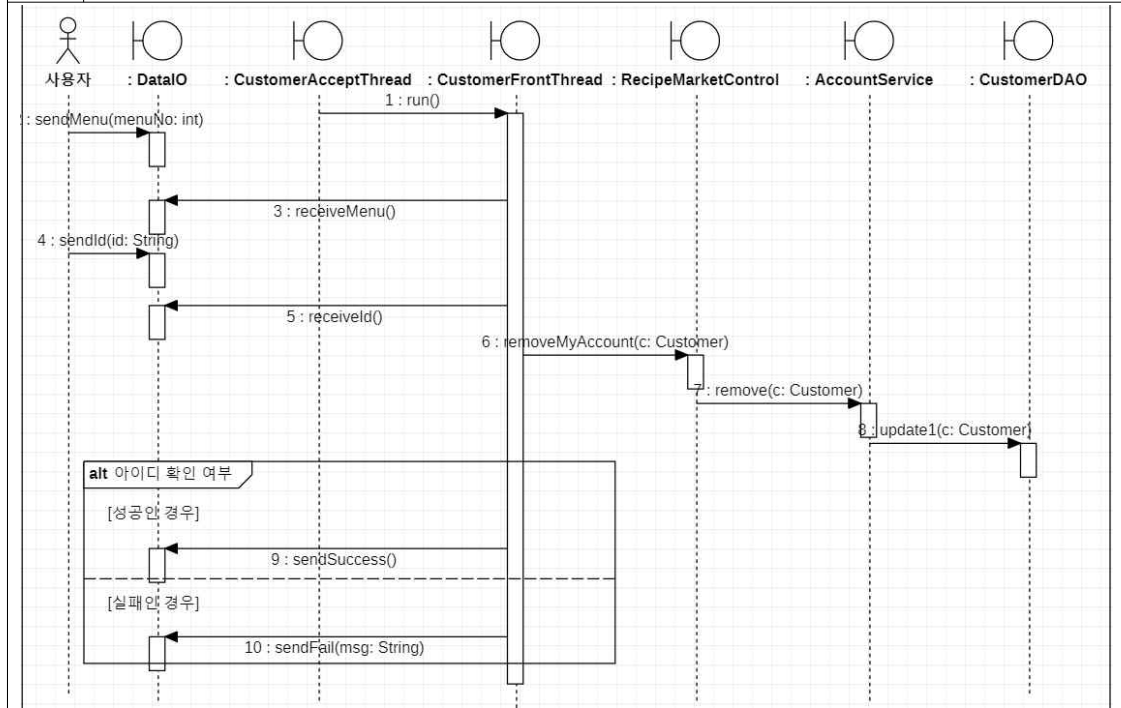 사용자
: DataIO
: CustomerAcceptThread
: CustomerFrontThread
: RecipeMarketControl
: AccountService
: CustomerDAO
1 : run()
: sendMenu(menuNo: int)
3 : receiveMenu()
4 : sendId(id: String)
5 : receiveId()
6 : removeMyAccount(c: Customer)
7 : remove(c: Customer)
8 : update1(c: Customer)
alt 아이디 확인 여부
[성공인 경우]
9 : sendSuccess()
[실패인 경우]
10 : sendFail(msg: String)